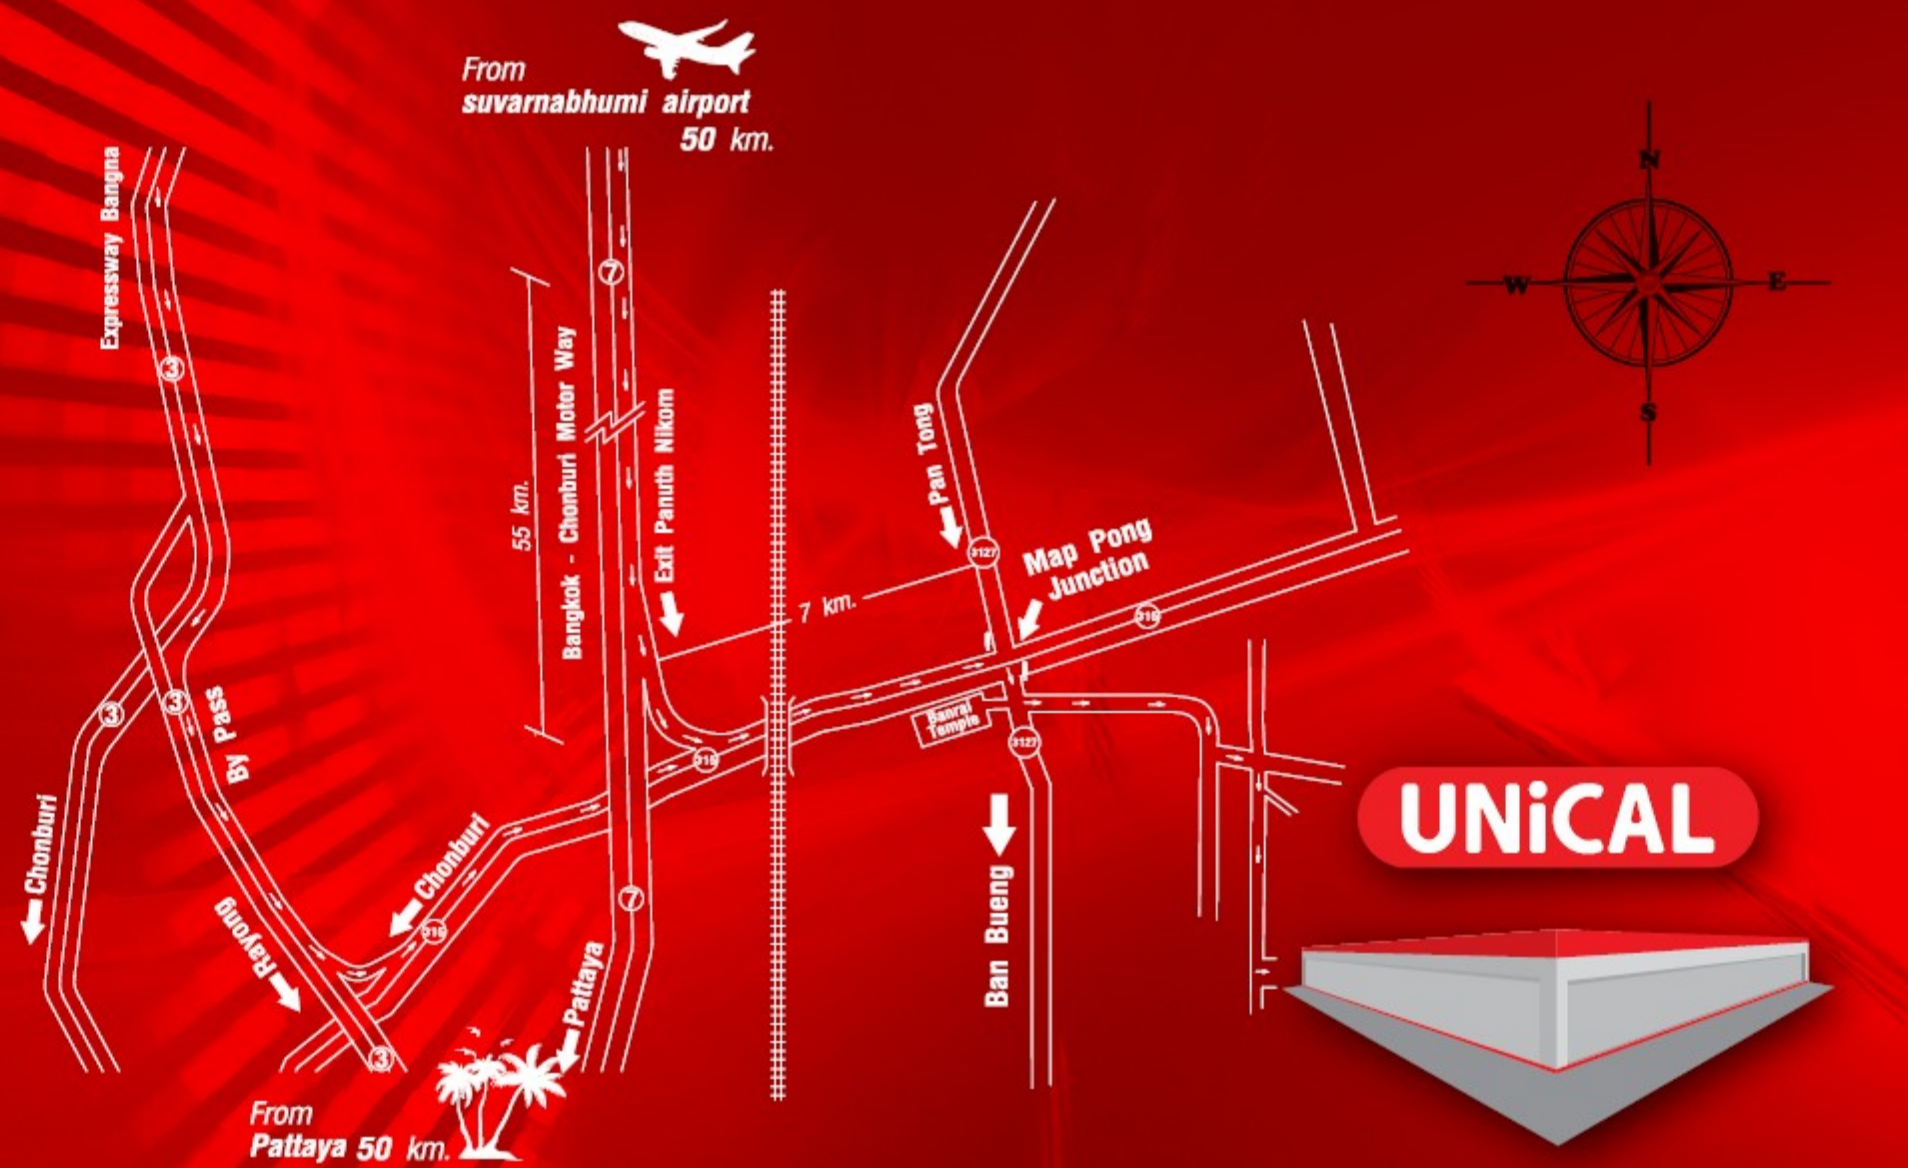 From
suvarnabhumi airport
50 km.
N
W
E
S
Expressway Bangna
7
Bangkok - Chonburi Motor Way
55 km.
Exit Panuth Nikom
Pan Tong
3127
Map Pong
Junction
7 km.
315
3
3
3
By Pass
Chonburi
Rayong
Chonburi
315
315
Banrai
Temple
3127
Ban Bueng
7
Pattaya
3
From
Pattaya 50 km.
UNiCAL